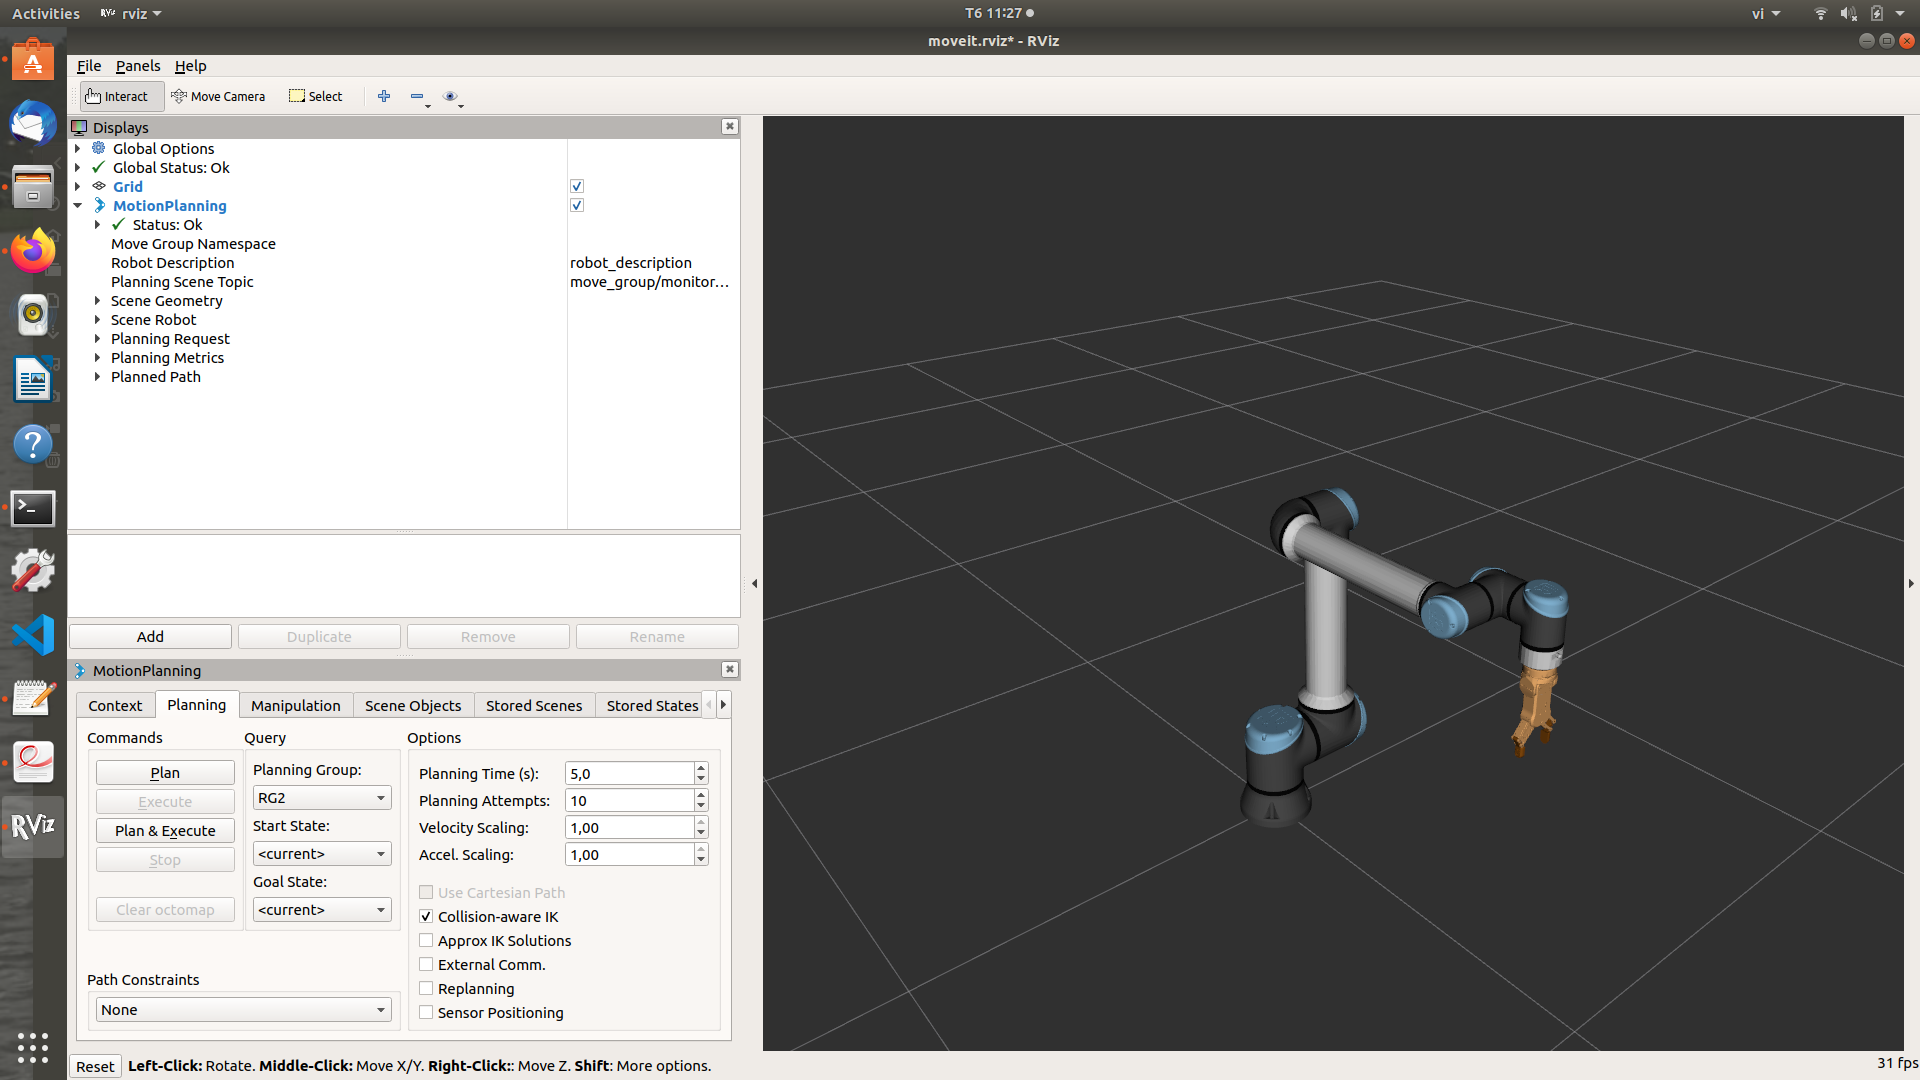 Activities
RViz rviz
T6 11:27
vi
moveit.rviz* - RViz
File Panels Help
Interact Move Camera Select
Displays
Global Options
Global Status: Ok
Grid
MotionPlanning
Status: Ok
Move Group Namespace
Robot Description robot_description
Planning Scene Topic move_group/monitor...
Scene Geometry
Scene Robot
Planning Request
Planning Metrics
Planned Path
Add Duplicate Remove Rename
MotionPlanning
Context Planning Manipulation Scene Objects Stored Scenes Stored States
Commands
Plan
Execute
Plan & Execute
Stop
Clear octomap
Query
Planning Group:
RG2
Start State:
<current>
Goal State:
<current>
Path Constraints
None
Options
Planning Time (s): 5,0
Planning Attempts: 10
Velocity Scaling: 1,00
Accel. Scaling: 1,00
Use Cartesian Path
Collision-aware IK
Approx IK Solutions
External Comm.
Replanning
Sensor Positioning
RViz
Reset Left-Click: Rotate. Middle-Click: Move X/Y. Right-Click:: Move Z. Shift: More options.
31 fps